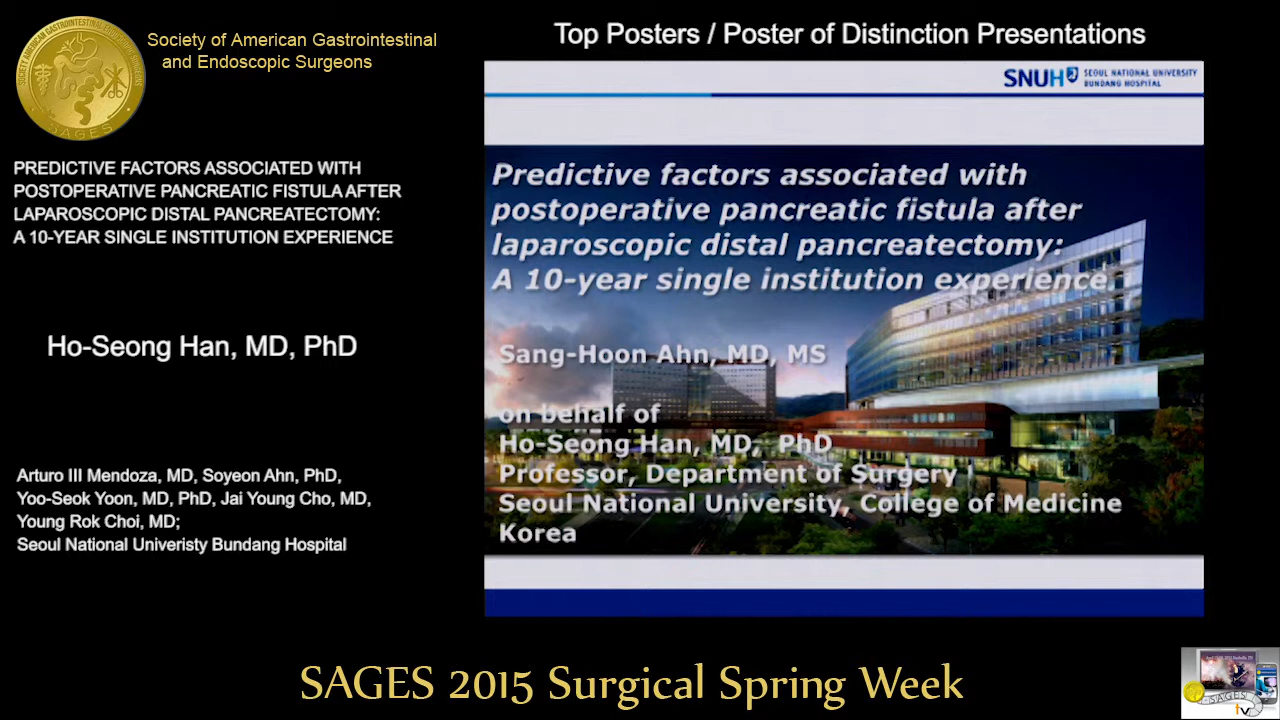 Society of American Gastrointestinal
and Endoscopic Surgeons
SAGES
PREDICTIVE FACTORS ASSOCIATED WITH
POSTOPERATIVE PANCREATIC FISTULA AFTER
LAPAROSCOPIC DISTAL PANCREATECTOMY:
A 10-YEAR SINGLE INSTITUTION EXPERIENCE
Ho-Seong Han, MD, PhD
Arturo III Mendoza, MD, Soyeon Ahn, PhD,
Yoo-Seok Yoon, MD, PhD, Jai Young Cho, MD,
Young Rok Choi, MD;
Seoul National Univeristy Bundang Hospital
Top Posters / Poster of Distinction Presentations
SNUH SEOUL NATIONAL UNIVERSITY
BUNDANG HOSPITAL
Predictive factors associated with
postoperative pancreatic fistula after
laparoscopic distal pancreatectomy:
A 10-year single institution experience.
Sang-Hoon Ahn, MD, MS
on behalf of
Ho-Seong Han, MD, PhD
Professor, Department of Surgery
Seoul National University, College of Medicine
Korea
SAGES 2015 Surgical Spring Week
SAGES
tv